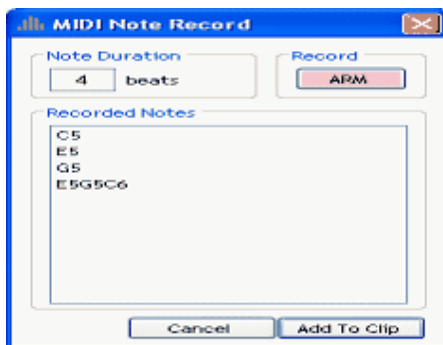 MIDI Note Record
Note Duration
Record
4 beats
ARM
Recorded Notes
C5
E5
G5
E5G5C6
Cancel
Add To Clip